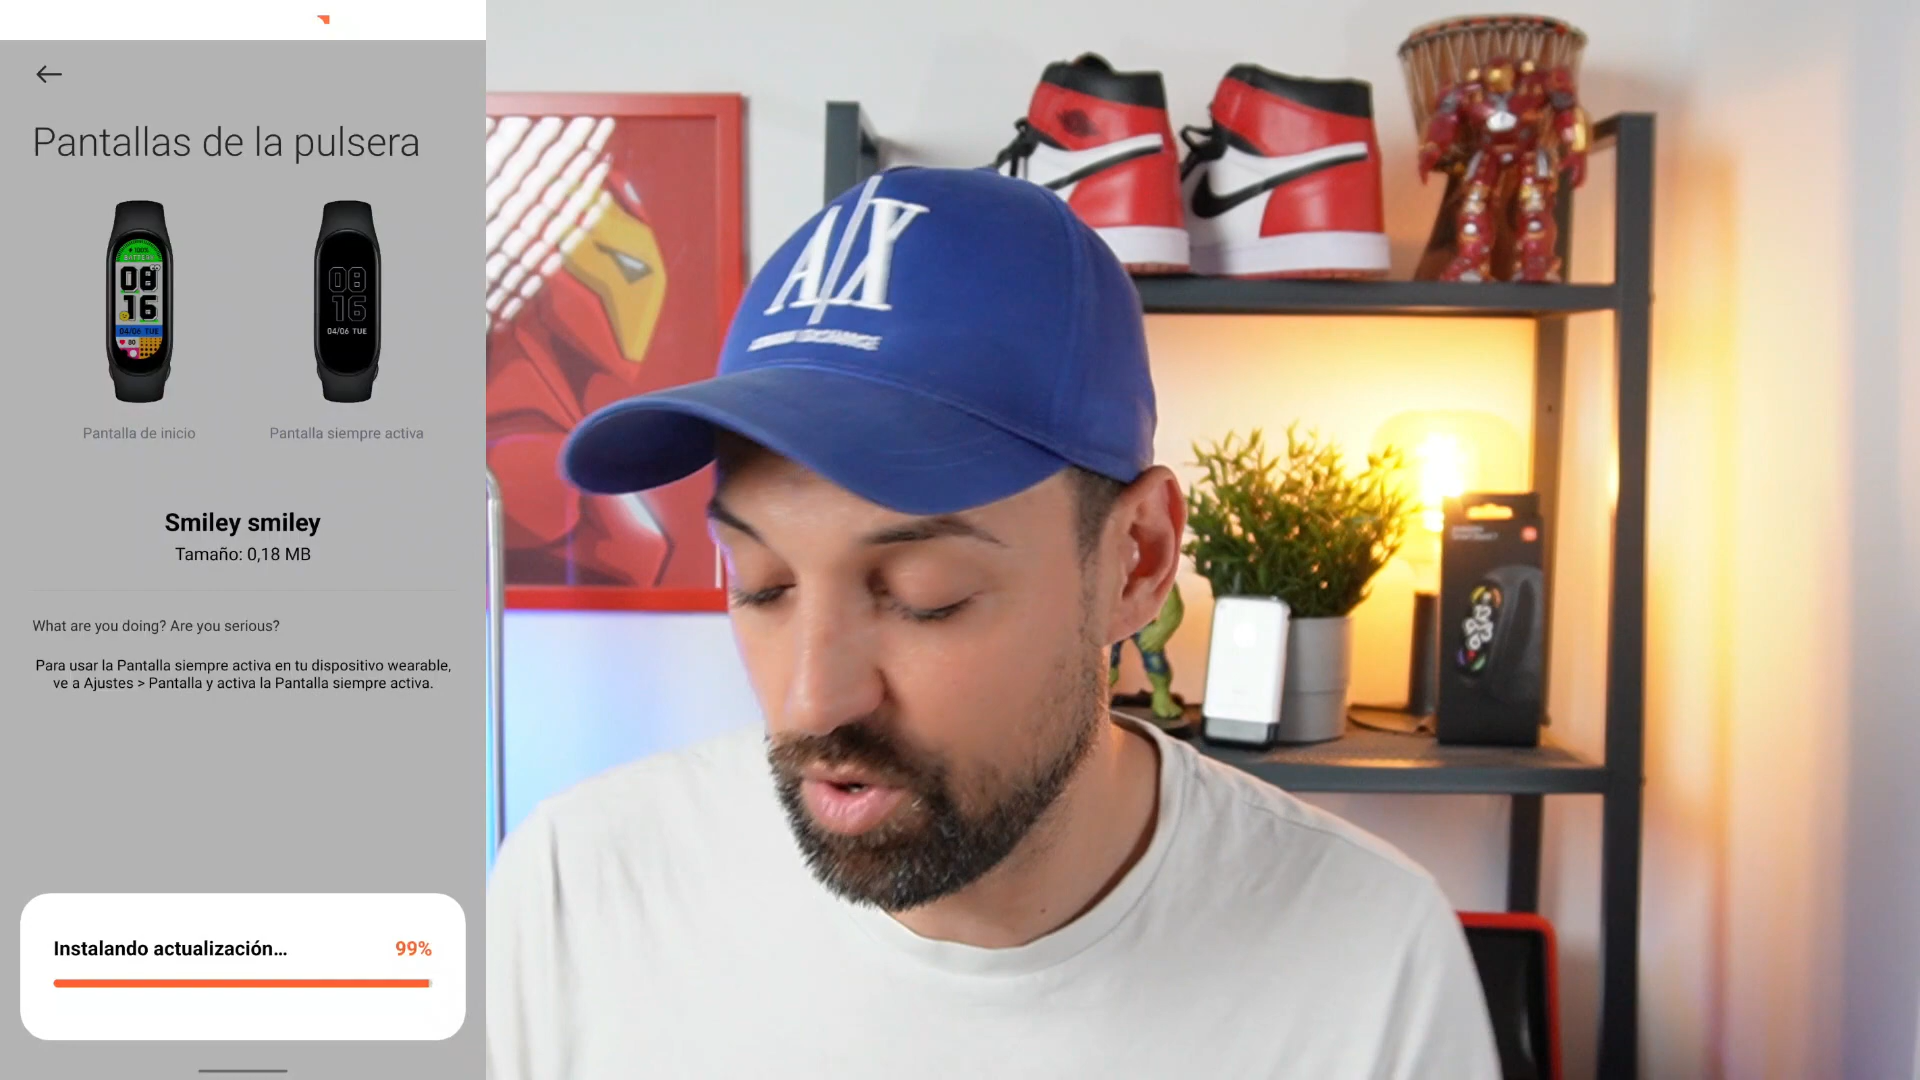 Pantallas de la pulsera
100%
08
16
04/06 TUE
80
08
16
04/06 TUE
Pantalla de inicio
Pantalla siempre activa
Smiley smiley
Tamaño: 0,18 MB
What are you doing? Are you serious?
Para usar la Pantalla siempre activa en tu dispositivo wearable,
ve a Ajustes > Pantalla y activa la Pantalla siempre activa.
Instalando actualización...
99%
A/X